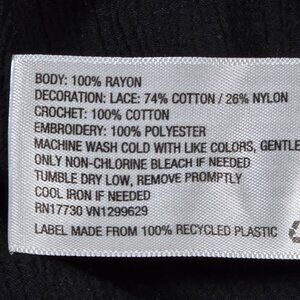 BODY: 100% RAYON
DECORATION: LACE: 74% COTTON / 26% NYLON
CROCHET: 100% COTTON
EMBROIDERY: 100% POLYESTER
MACHINE WASH COLD WITH LIKE COLORS, GENTLE
ONLY NON-CHLORINE BLEACH IF NEEDED
TUMBLE DRY LOW, REMOVE PROMPTLY
COOL IRON IF NEEDED
RN17730 VN1299629
LABEL MADE FROM 100% RECYCLED PLASTIC